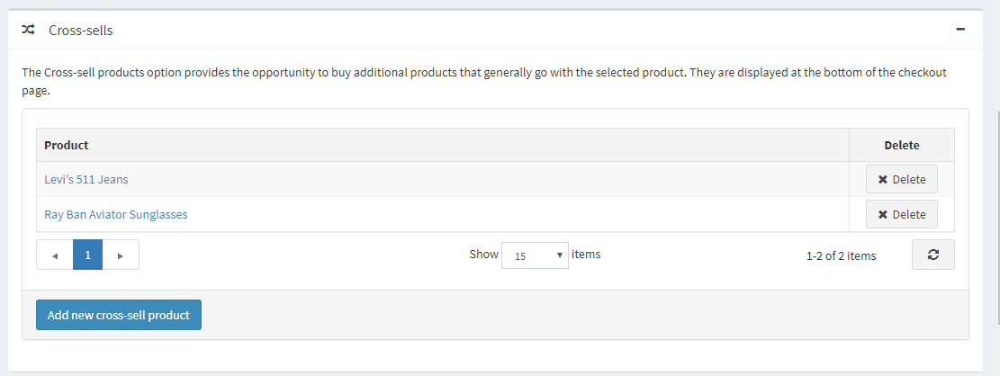 Cross-sells
The Cross-sell products option provides the opportunity to buy additional products that generally go with the selected product. They are displayed at the bottom of the checkout
page.
Product Delete
Levi's 511 Jeans Delete
Ray Ban Aviator Sunglasses Delete
1 Show 15 items 1-2 of 2 items
Add new cross-sell product